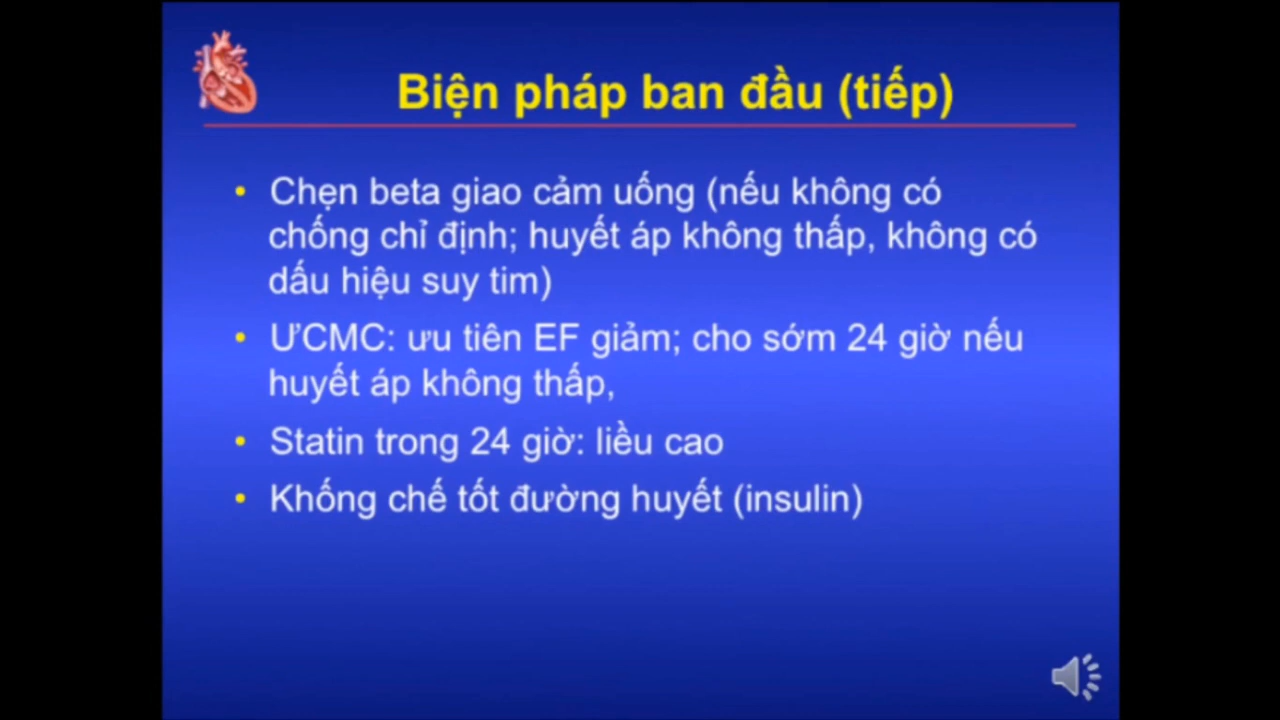 Biện pháp ban đầu (tiếp)
• Chẹn beta giao cảm uống (nếu không có
chống chỉ định; huyết áp không thấp, không có
dấu hiệu suy tim)
• ƯCMC: ưu tiên EF giảm; cho sớm 24 giờ nếu
huyết áp không thấp,
• Statin trong 24 giờ: liều cao
• Khống chế tốt đường huyết (insulin)